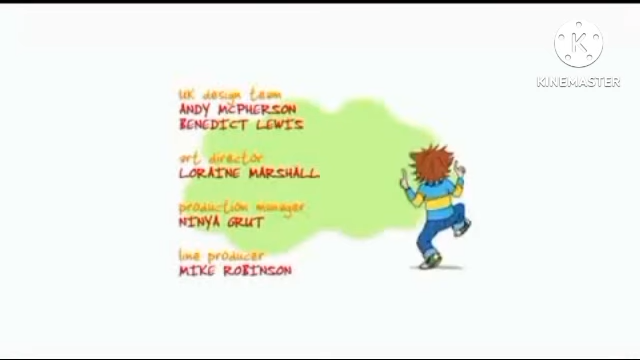 K
KINEMASTER
UK design team
ANDY McPHERSON
BENEDICT LEWIS
art director
LORAINE MARSHALL
production manager
NINYA GRUT
line producer
MIKE ROBINSON